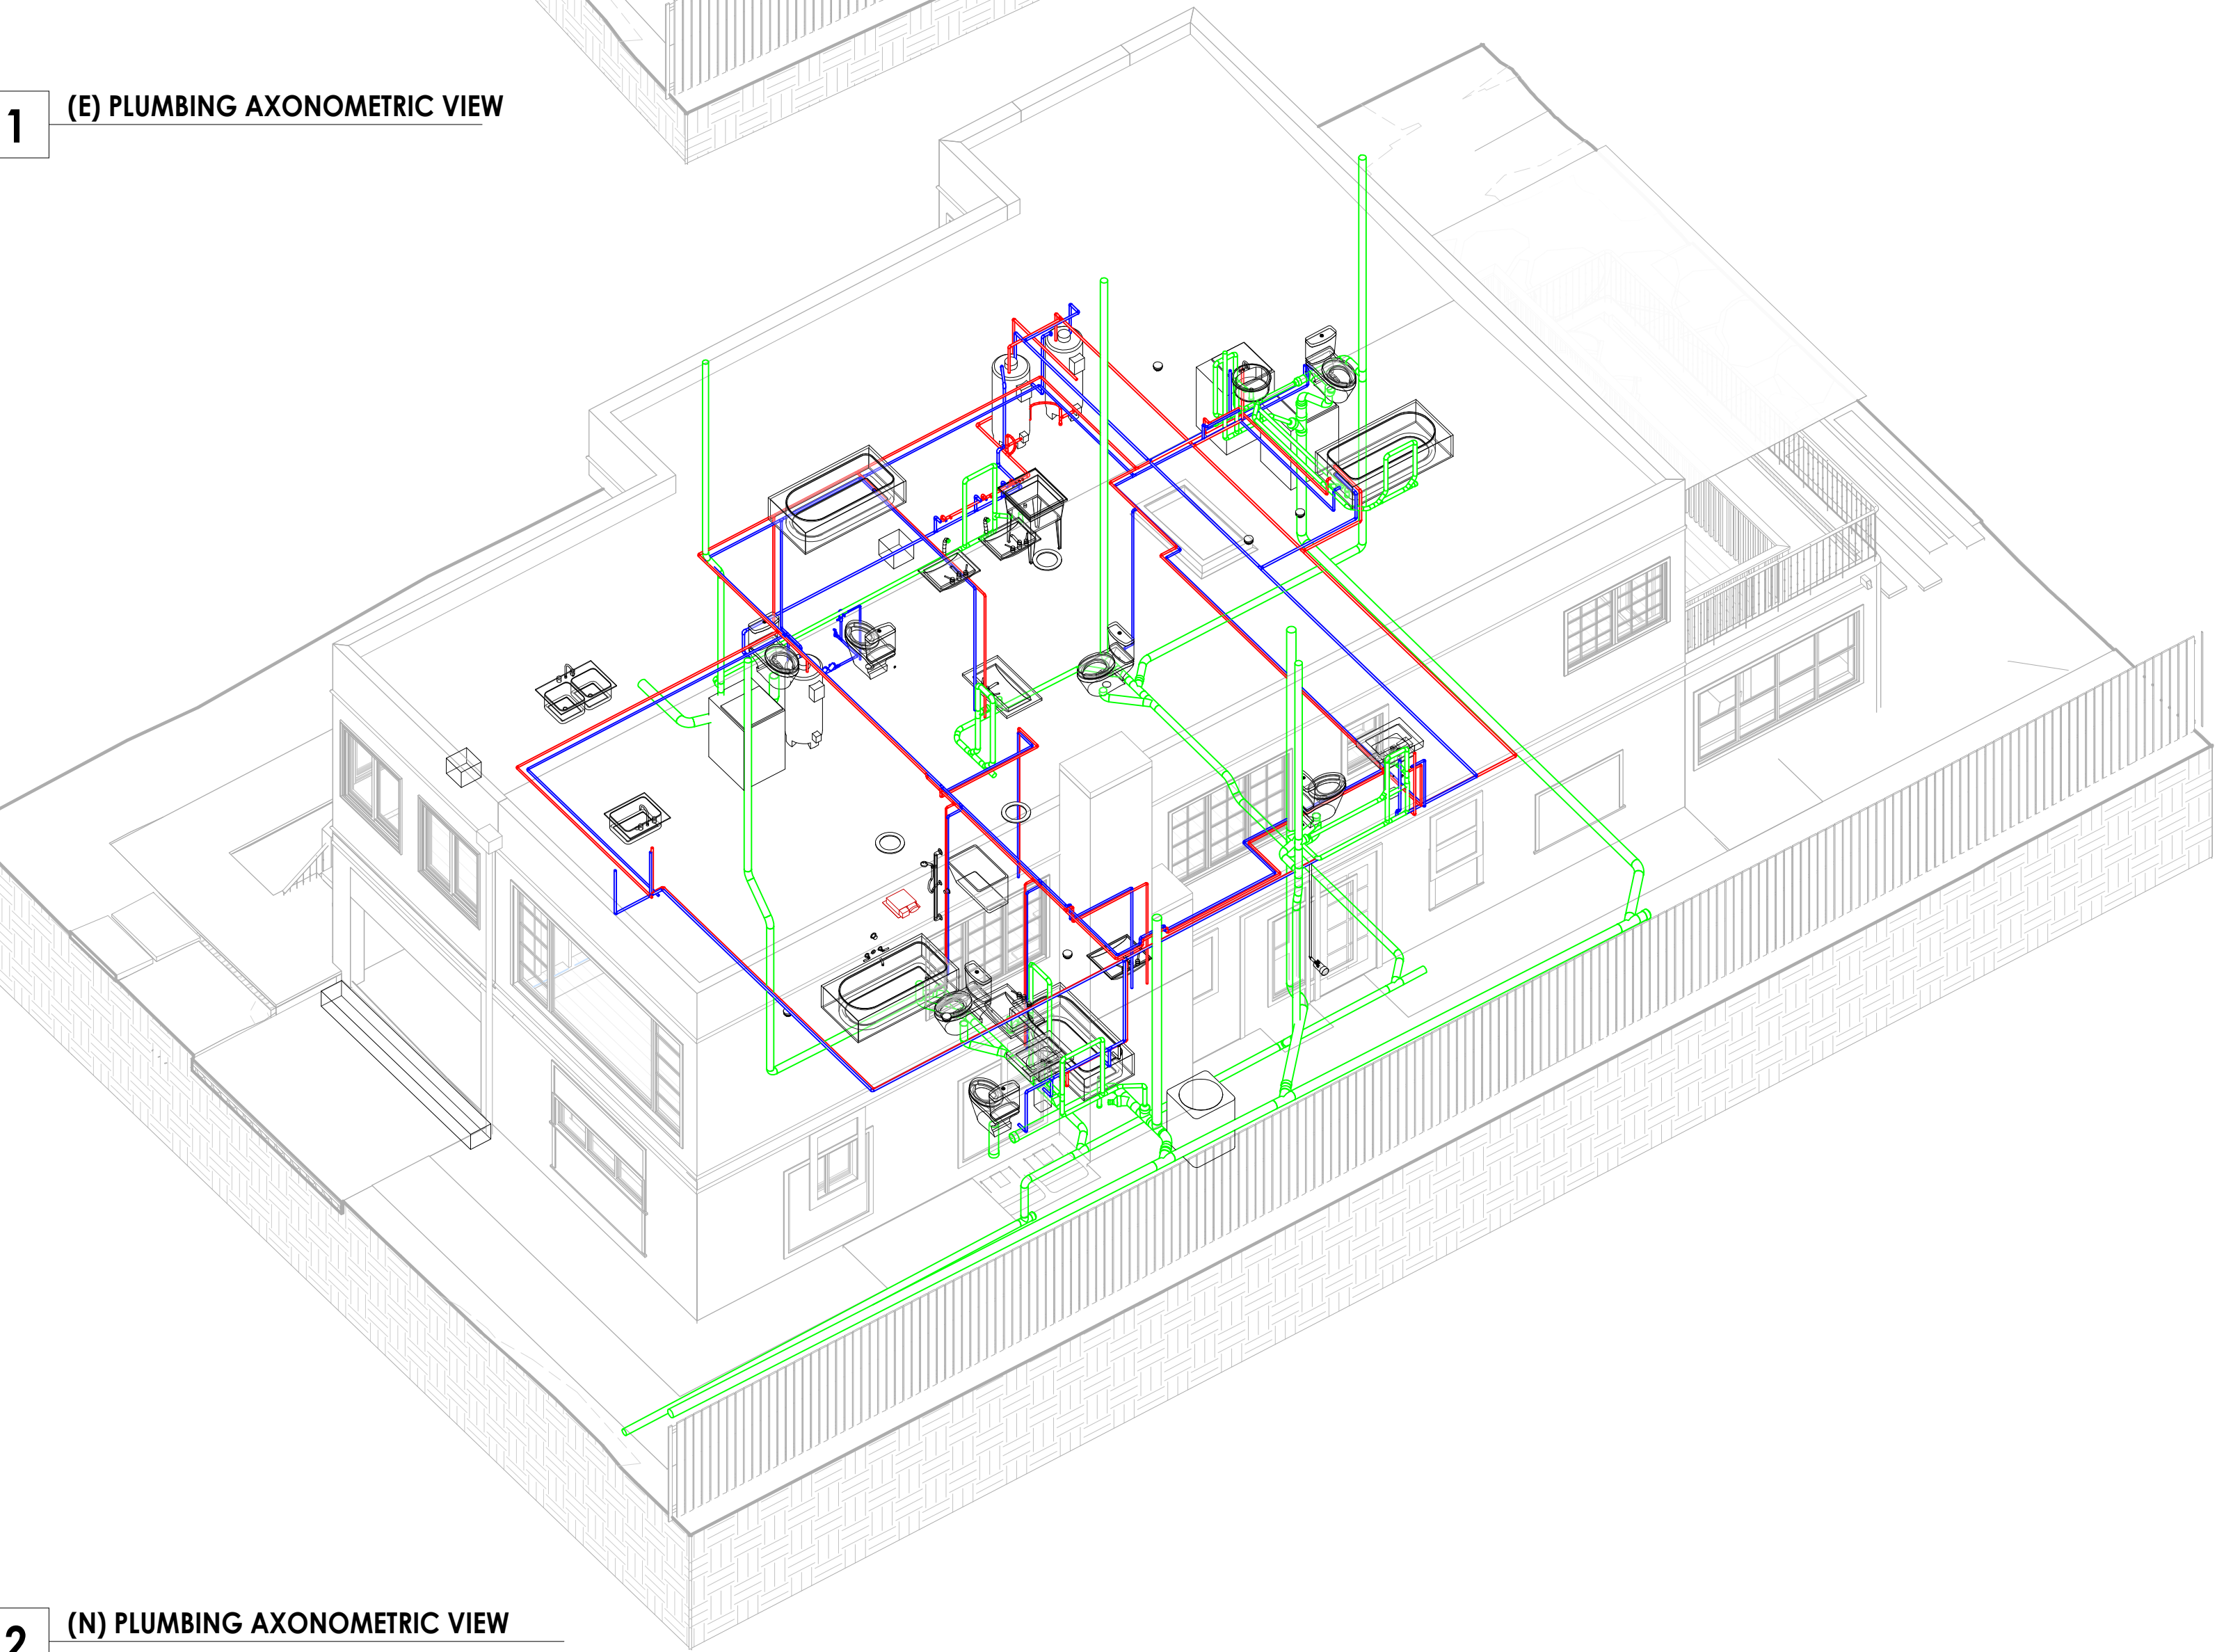 1
(E) PLUMBING AXONOMETRIC VIEW
2
(N) PLUMBING AXONOMETRIC VIEW